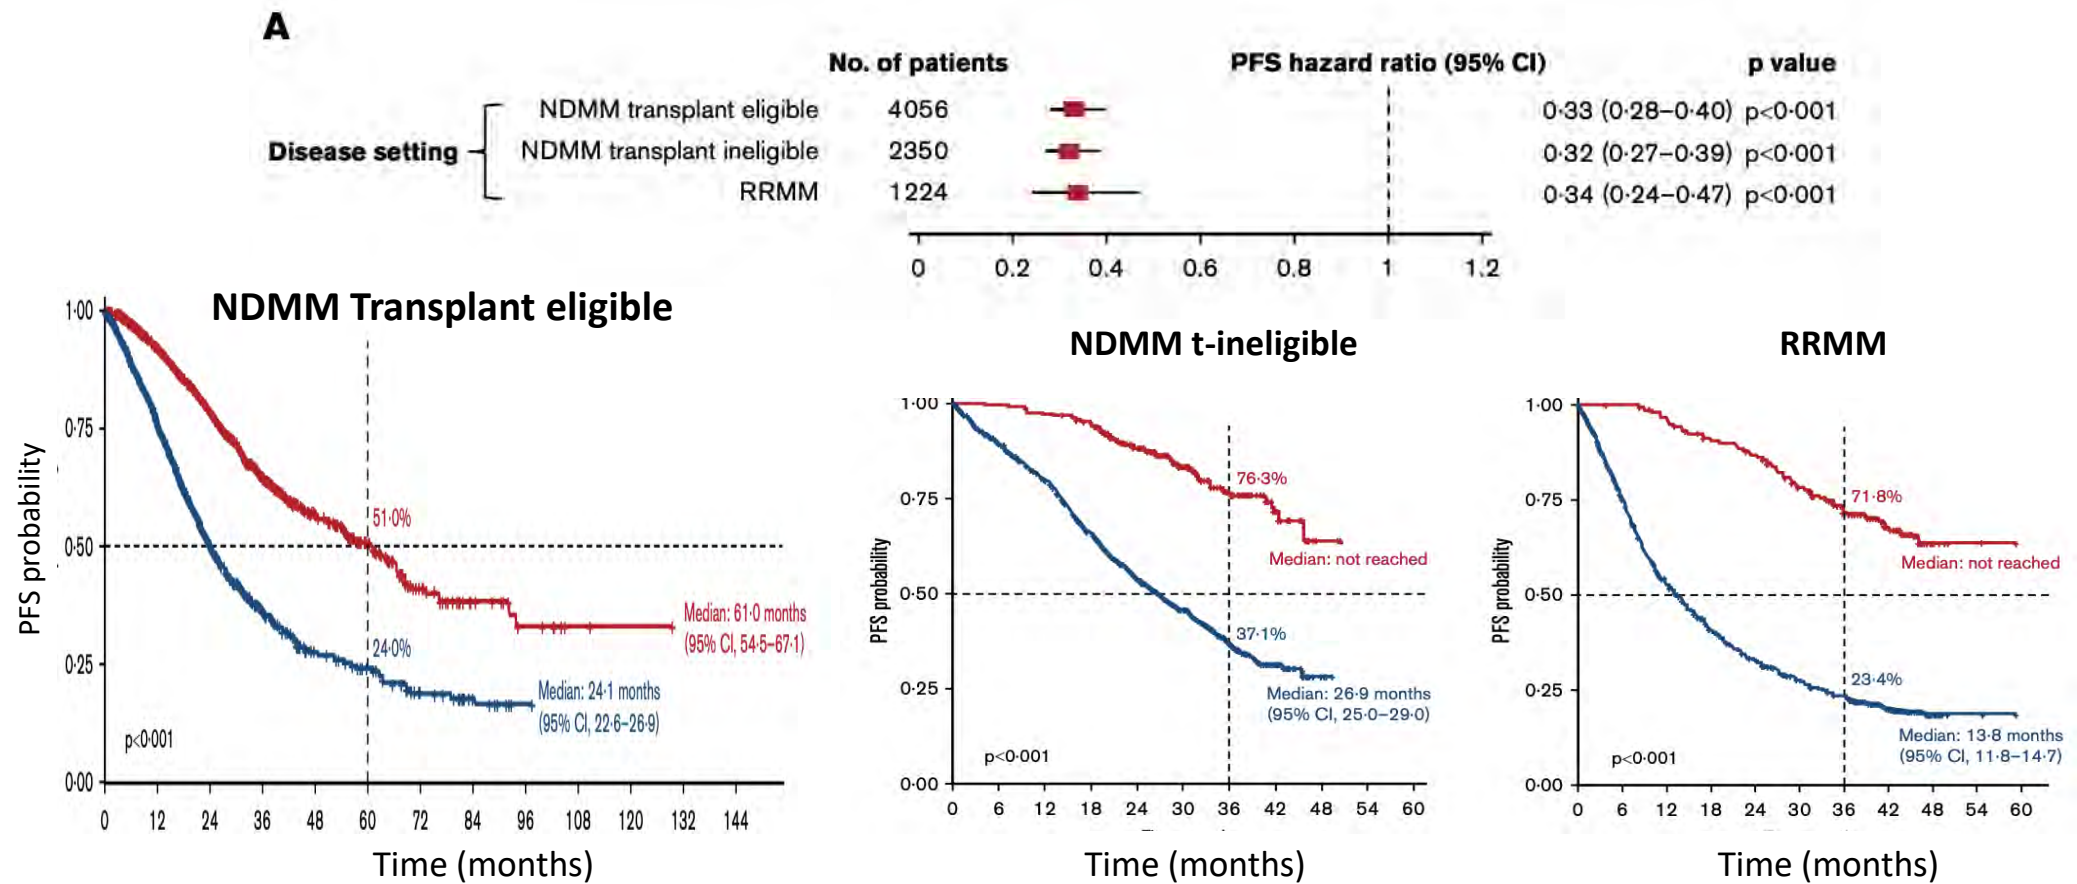 A
No. of patients PFS hazard ratio (95% CI) p value
NDMM transplant eligible 4056 0·33 (0·28–0·40) p<0·001
Disease setting NDMM transplant ineligible 2350 0·32 (0·27–0·39) p<0·001
RRMM 1224 0·34 (0·24–0·47) p<0·001
0 0.2 0.4 0.6 0.8 1 1.2
NDMM Transplant eligible
PFS probability
1·00
0·75
0·50
0·25
0·00
51·0%
24·0%
Median: 61·0 months
(95% CI, 54·5–67·1)
Median: 24·1 months
(95% CI, 22·6–26·9)
p<0·001
0 12 24 36 48 60 72 84 96 108 120 132 144
Time (months)
NDMM t-ineligible
PFS probability
1·00
0·75
0·50
0·25
0·00
76·3%
Median: not reached
37·1%
Median: 26·9 months
(95% CI, 25·0–29·0)
p<0·001
0 6 12 18 24 30 36 42 48 54 60
Time (months)
RRMM
PFS probability
1·00
0·75
0·50
0·25
0·00
71·8%
Median: not reached
23·4%
Median: 13·8 months
(95% CI, 11·8–14·7)
p<0·001
0 6 12 18 24 30 36 42 48 54 60
Time (months)